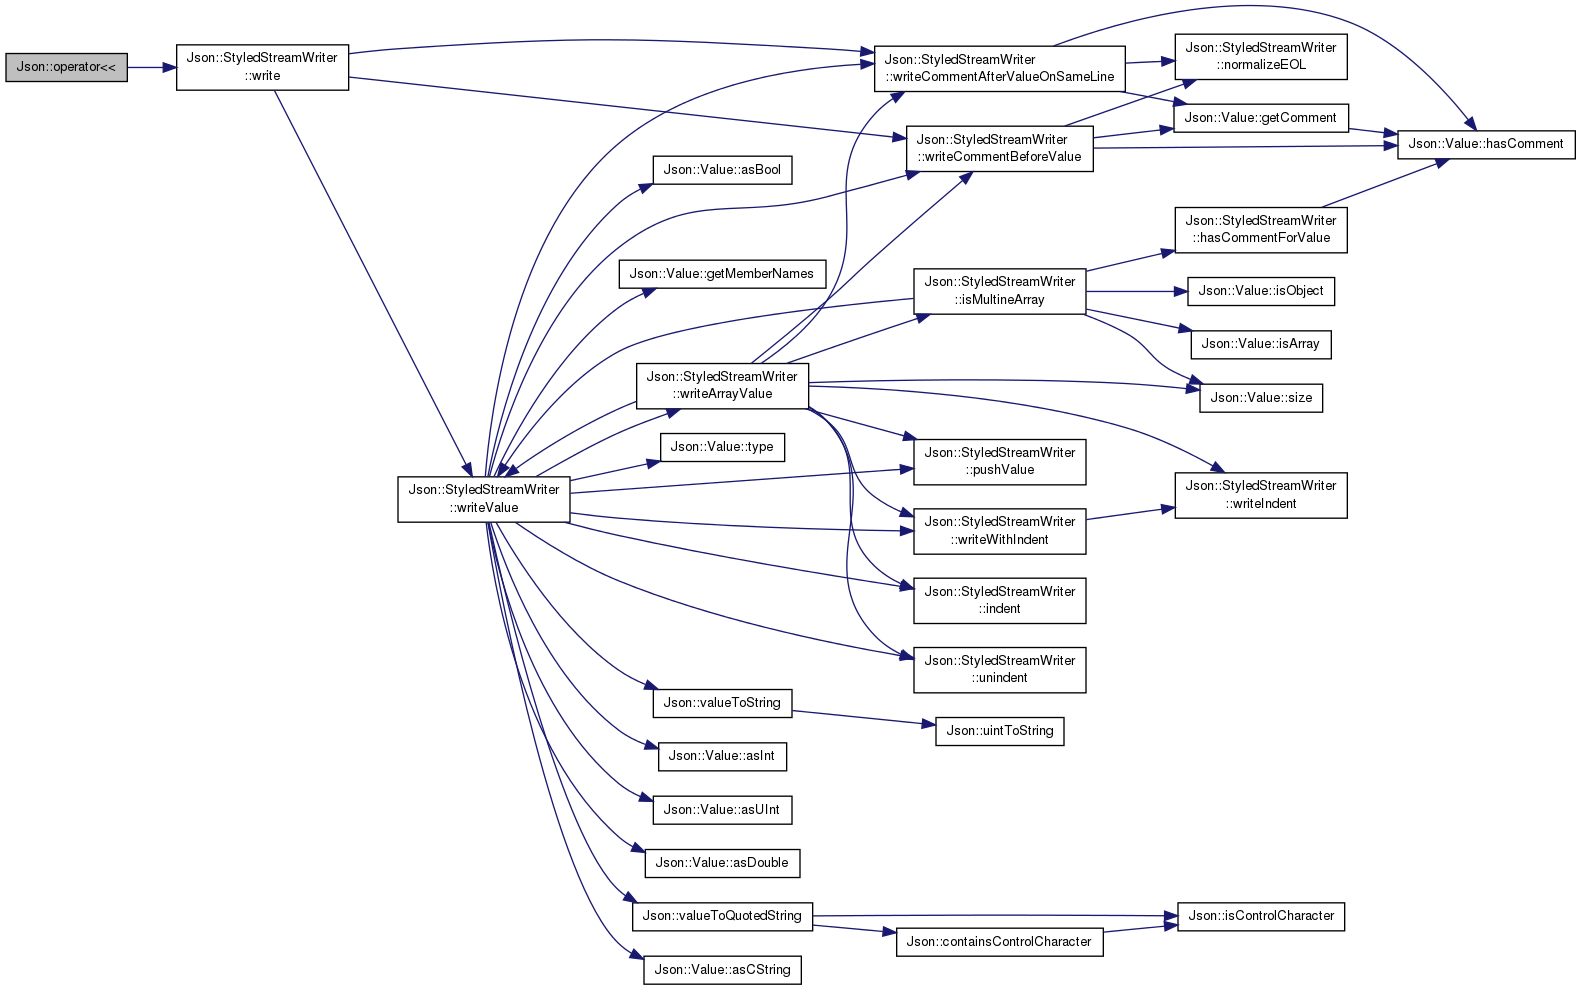 Json::operator<<
Json::StyledStreamWriter
::write
Json::StyledStreamWriter
::writeValue
Json::Value::asBool
Json::Value::getMemberNames
Json::StyledStreamWriter
::writeArrayValue
Json::Value::type
Json::valueToString
Json::Value::asInt
Json::Value::asUInt
Json::Value::asDouble
Json::valueToQuotedString
Json::Value::asCString
Json::StyledStreamWriter
::writeCommentAfterValueOnSameLine
Json::StyledStreamWriter
::writeCommentBeforeValue
Json::StyledStreamWriter
::isMultineArray
Json::StyledStreamWriter
::pushValue
Json::StyledStreamWriter
::writeWithIndent
Json::StyledStreamWriter
::indent
Json::StyledStreamWriter
::unindent
Json::uintToString
Json::containsControlCharacter
Json::StyledStreamWriter
::normalizeEOL
Json::Value::getComment
Json::StyledStreamWriter
::hasCommentForValue
Json::Value::isObject
Json::Value::isArray
Json::Value::size
Json::StyledStreamWriter
::writeIndent
Json::isControlCharacter
Json::Value::hasComment